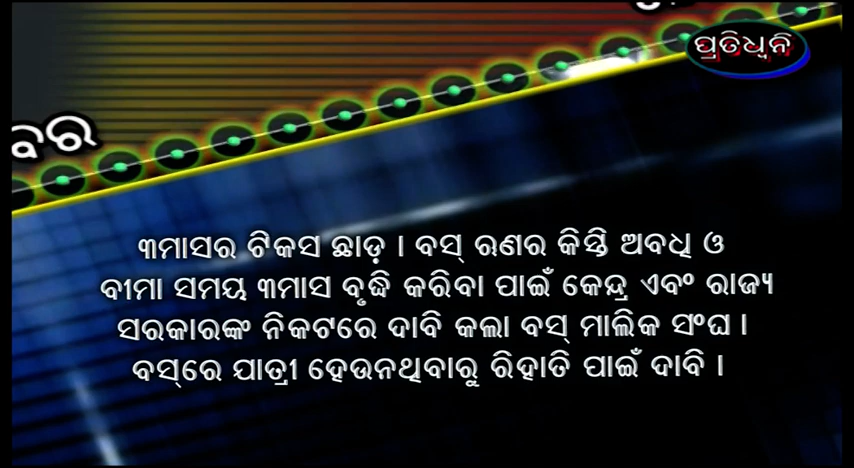 ପ୍ରତିଧ୍ୱନି
ବର
୩ମାସର ଟିକସ ଛାଡ଼ । ବସ୍ ଋଣର କିସ୍ତି ଅବଧି ଓ
ବୀମା ସମୟ ୩ମାସ ବୃଦ୍ଧି କରିବା ପାଇଁ କେନ୍ଦ୍ର ଏବଂ ରାଜ୍ୟ
ସରକାରଙ୍କ ନିକଟରେ ଦାବି କଲା ବସ୍ ମାଲିକ ସଂଘ ।
ବସ୍‌ରେ ଯାତ୍ରୀ ହେଉନଥିବାରୁ ରିହାତି ପାଇଁ ଦାବି ।